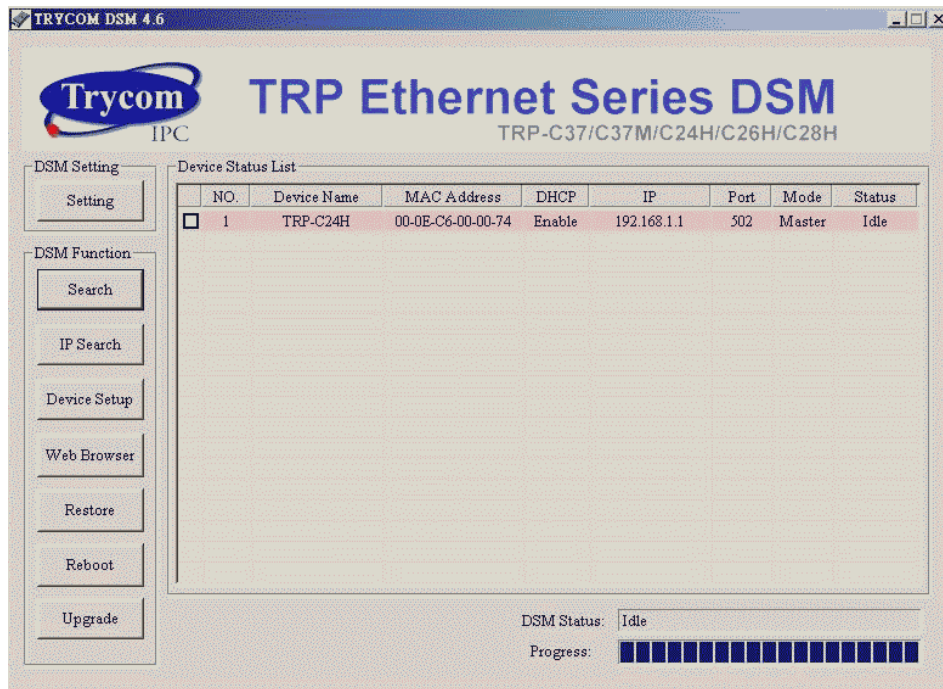 TRYCOM DSM 4.6
Trycom
IPC
TRP Ethernet Series DSM
TRP-C37/C37M/C24H/C26H/C28H
DSM Setting
Setting
DSM Function
Search
IP Search
Device Setup
Web Browser
Restore
Reboot
Upgrade
Device Status List
NO. Device Name MAC Address DHCP IP Port Mode Status
1 TRP-C24H 00-0E-C6-00-00-74 Enable 192.168.1.1 502 Master Idle
DSM Status: Idle
Progress: